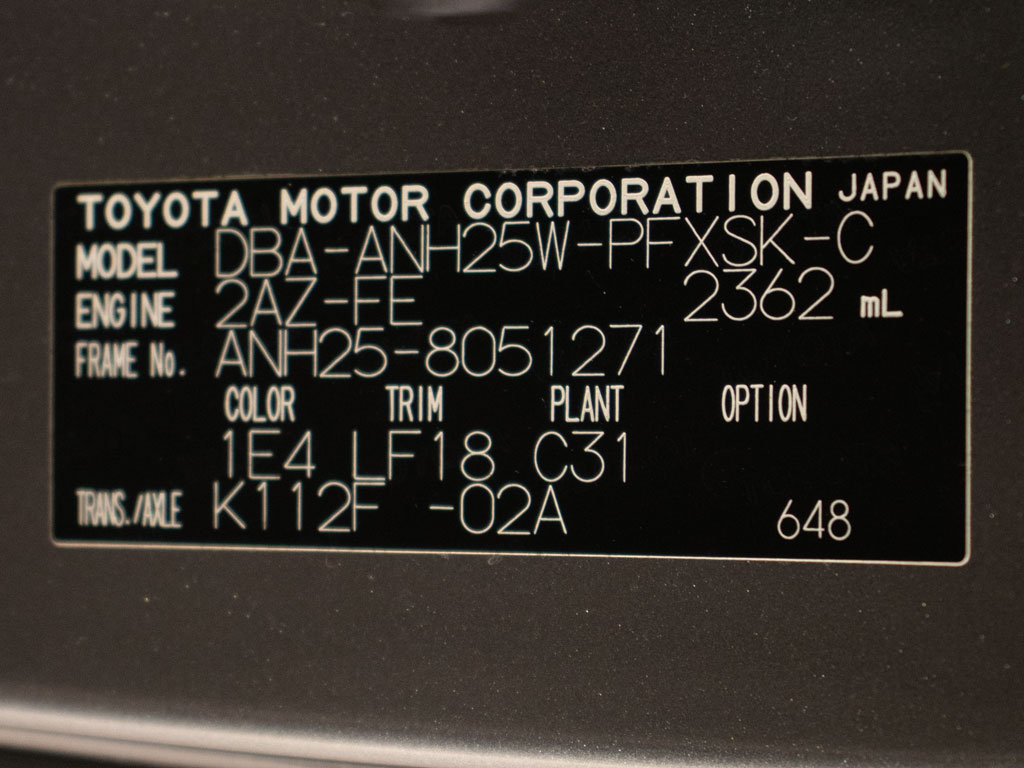 TOYOTA MOTOR CORPORATION JAPAN
MODEL DBA-ANH25W-PFXSK-C
ENGINE 2AZ-FE 2362 mL
FRAME No. ANH25-8051271
COLOR TRIM PLANT OPTION
1E4 LF18 C31
TRANS./AXLE K112F -02A 648